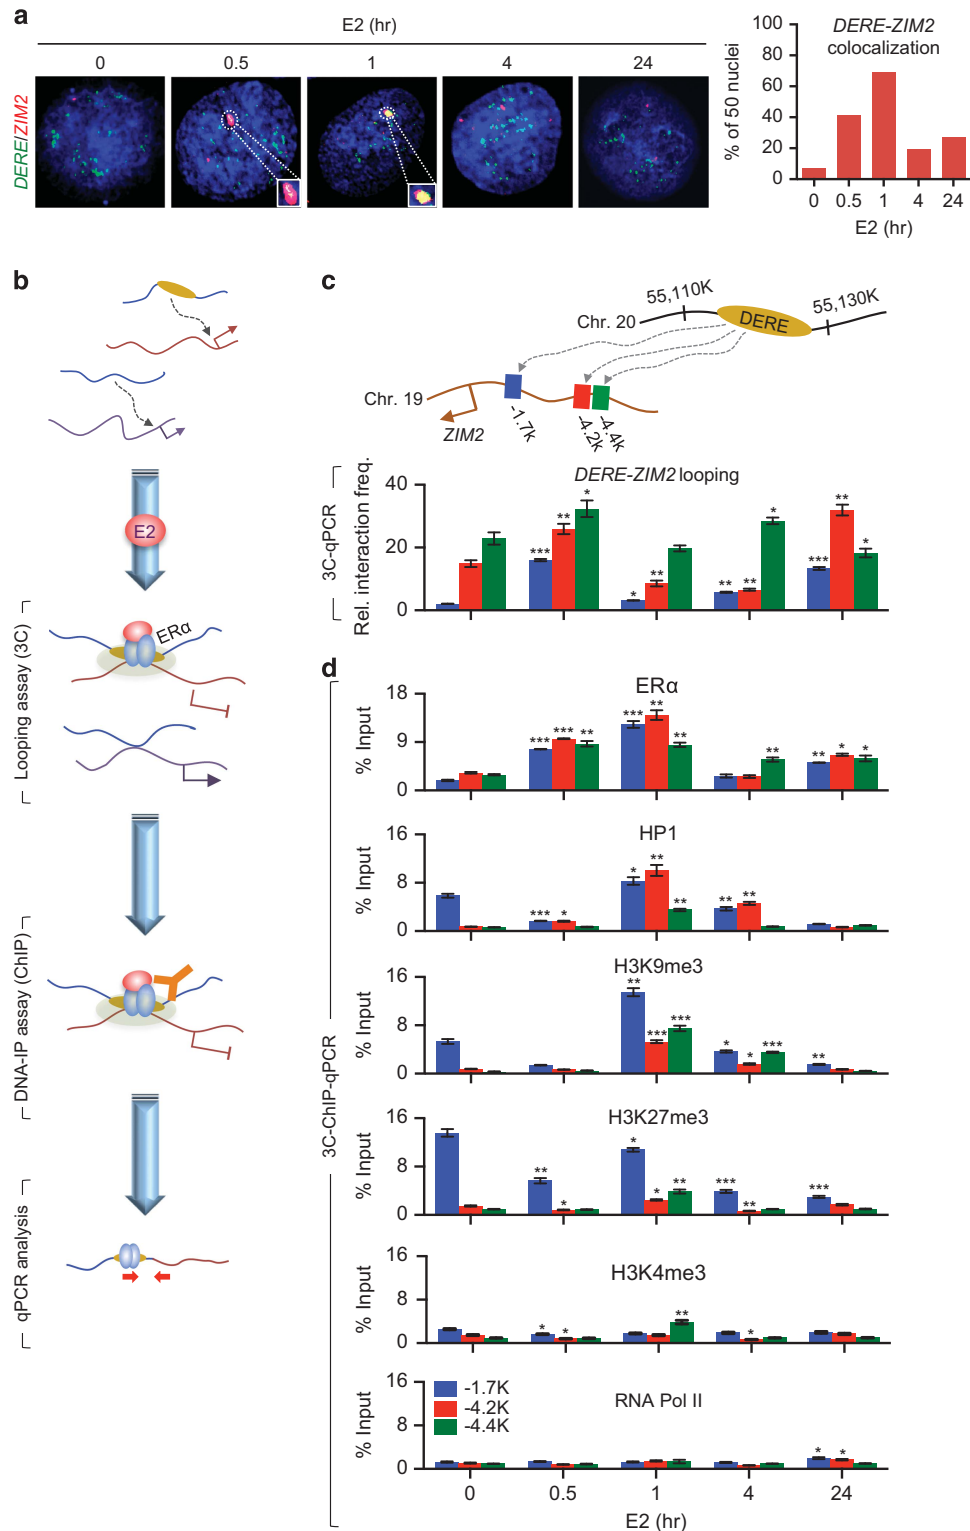 a
E2 (hr)
0 0.5 1 4 24
DERE/ZIM2
DERE-ZIM2
colocalization
% of 50 nuclei
100
80
60
40
20
0
0 0.5 1 4 24
E2 (hr)
b
E2
Looping assay (3C)
ERα
DNA-IP assay (ChIP)
qPCR analysis
c
55,110K
55,130K
Chr. 20
DERE
Chr. 19
ZIM2
-1.7k
-4.2k
-4.4k
3C-qPCR
Rel. interaction freq.
DERE-ZIM2 looping
40
20
0
*** ** * * ** ** ** * *** ** *
d
3C-ChIP-qPCR
ERα
% Input
18
9
0
*** *** ** *** ** ** ** ** * *
HP1
% Input
16
8
0
*** * * ** ** ** **
H3K9me3
% Input
16
8
0
** *** *** * * *** **
H3K27me3
% Input
16
8
0
** * * * ** *** ** ***
H3K4me3
% Input
16
8
0
* * ** *
RNA Pol II
% Input
16
8
0
-1.7K
-4.2K
-4.4K
* *
0 0.5 1 4 24
E2 (hr)